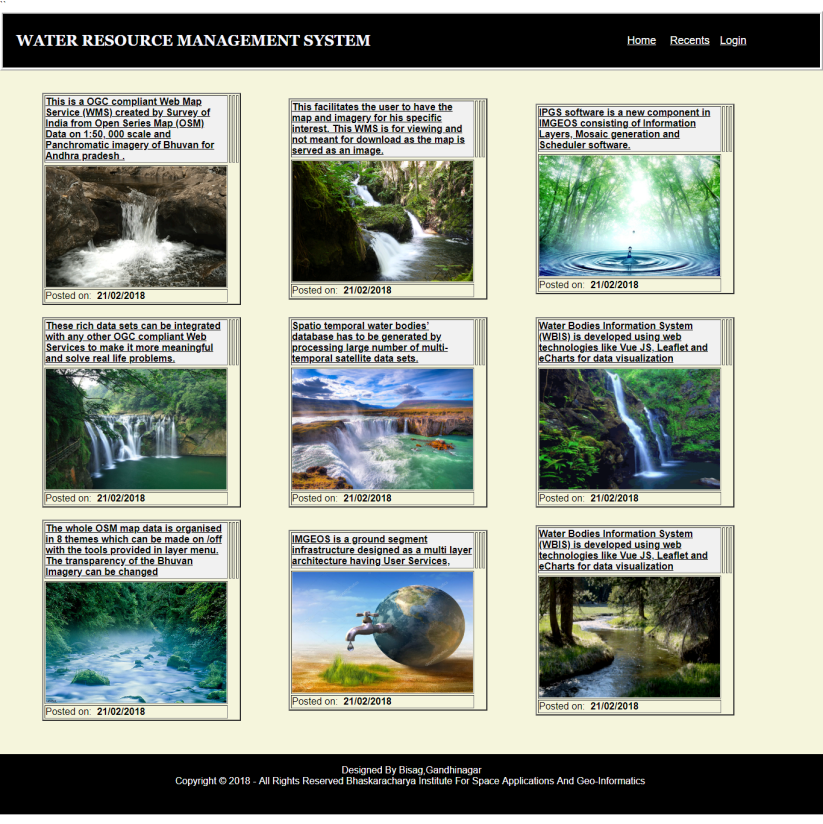 ``
WATER RESOURCE MANAGEMENT SYSTEM
Home Recents Login
This is a OGC compliant Web Map
Service (WMS) created by Survey of
India from Open Series Map (OSM)
Data on 1:50, 000 scale and
Panchromatic imagery of Bhuvan for
Andhra pradesh .
Posted on: 21/02/2018
This facilitates the user to have the
map and imagery for his specific
interest. This WMS is for viewing and
not meant for download as the map is
served as an image.
Posted on: 21/02/2018
IPGS software is a new component in
IMGEOS consisting of Information
Layers, Mosaic generation and
Scheduler software.
Posted on: 21/02/2018
These rich data sets can be integrated
with any other OGC compliant Web
Services to make it more meaningful
and solve real life problems.
Posted on: 21/02/2018
Spatio temporal water bodies’
database has to be generated by
processing large number of multi-
temporal satellite data sets.
Posted on: 21/02/2018
Water Bodies Information System
(WBIS) is developed using web
technologies like Vue JS, Leaflet and
eCharts for data visualization
Posted on: 21/02/2018
The whole OSM map data is organised
in 8 themes which can be made on /off
with the tools provided in layer menu.
The transparency of the Bhuvan
Imagery can be changed
Posted on: 21/02/2018
IMGEOS is a ground segment
infrastructure designed as a multi layer
architecture having User Services,
Posted on: 21/02/2018
Water Bodies Information System
(WBIS) is developed using web
technologies like Vue JS, Leaflet and
eCharts for data visualization
Posted on: 21/02/2018
Designed By Bisag,Gandhinagar
Copyright © 2018 - All Rights Reserved Bhaskaracharya Institute For Space Applications And Geo-Informatics